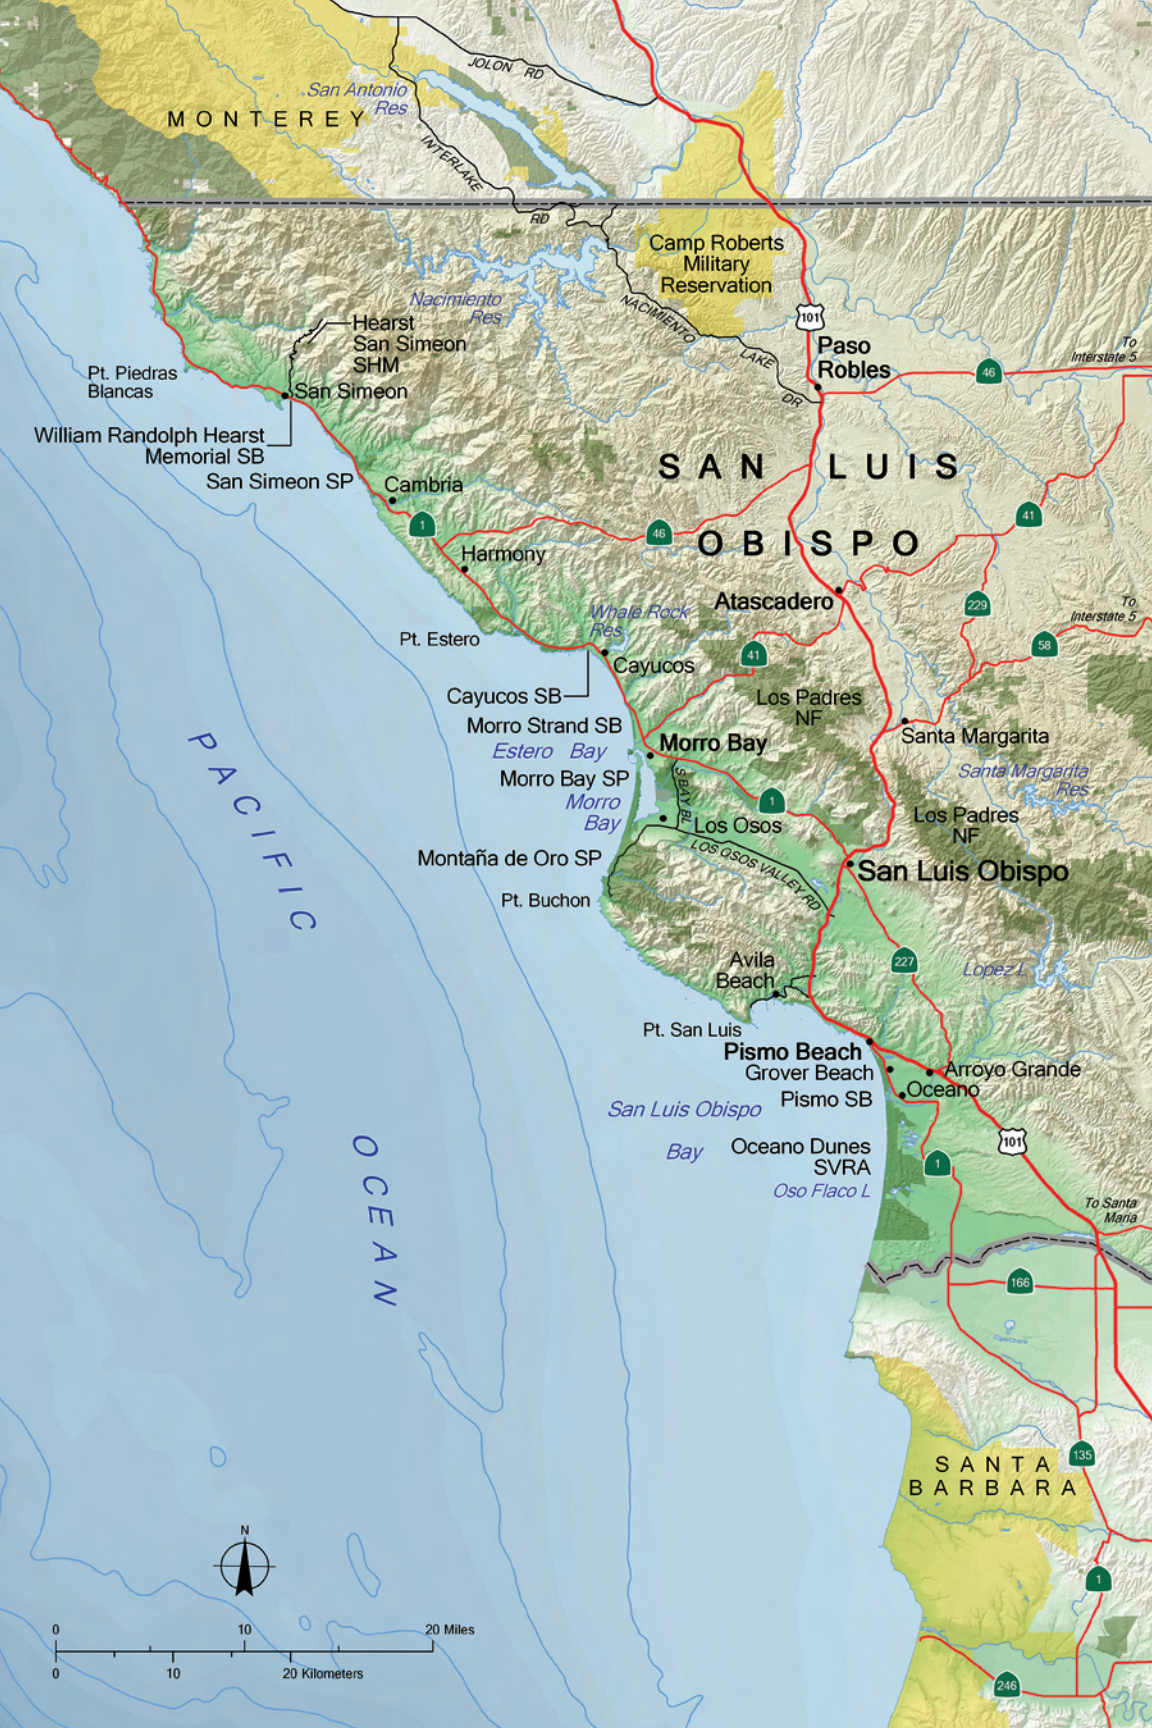 JOLON RD
San Antonio
Res
MONTEREY
INTERLAKE
RD
Camp Roberts
Military
Reservation
Nacimiento
Res
NACIMIENTO
LAKE
DR
101
Paso
Robles
To
Interstate 5
46
Hearst
San Simeon
SHM
Pt. Piedras
Blancas
San Simeon
William Randolph Hearst
Memorial SB
San Simeon SP
Cambria
SAN LUIS
OBISPO
1
46
41
Harmony
Atascadero
229
To
Interstate 5
58
Whale Rock
Res
Pt. Estero
41
Cayucos
Cayucos SB
Los Padres
NF
Morro Strand SB
Estero Bay
Morro Bay
Santa Margarita
Santa Margarita
Res
Morro Bay SP
Morro
Bay
S BAY BL
1
Los Osos
Los Padres
NF
LOS OSOS VALLEY RD
Montaña de Oro SP
San Luis Obispo
Pt. Buchon
PACIFIC
OCEAN
227
Avila
Beach
Lopez L
Pt. San Luis
Pismo Beach
Grover Beach
Arroyo Grande
Pismo SB
Oceano
San Luis Obispo
Bay
101
Oceano Dunes
SVRA
1
Oso Flaco L
To Santa
Maria
166
135
SANTA
BARBARA
N
1
0 10 20 Miles
0 10 20 Kilometers
246